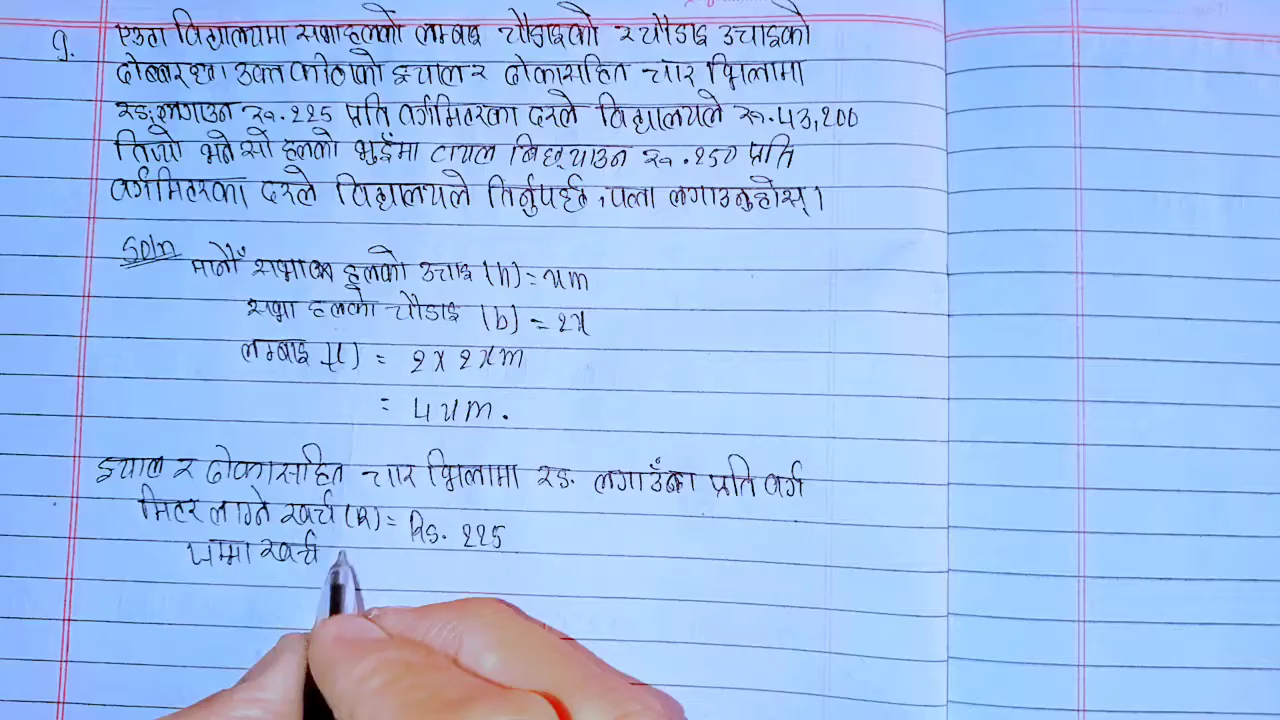 9. एउटा विद्यालयमा सभाहलको लम्बाइ चौडाइको र चौडाइ उचाइको
दोब्बर छ। उक्त कोठाको झ्याल र ढोकासहित चार भित्तामा
रङ लगाउन रु. 225 प्रति वर्गमिटरका दरले विद्यालयले रु. 43,200
तिर्‍यो भने सो हलको भुइँमा टायल बिछ्याउन रु. 250 प्रति
वर्गमिटरका दरले विद्यालयले तिर्नुपर्छ, पत्ता लगाउनुहोस्।
Soln
मानौँ सभाको हलको उचाइ (h) = xm
सभा हलको चौडाइ (b) = 2x
लम्बाइ (l) = 2 x 2xm
= 4xm.
झ्याल र ढोकासहित चार भित्तामा रङ लगाउँका प्रति वर्ग
मिटर लाग्ने खर्च (R) = Rs. 225
जम्मा खर्च